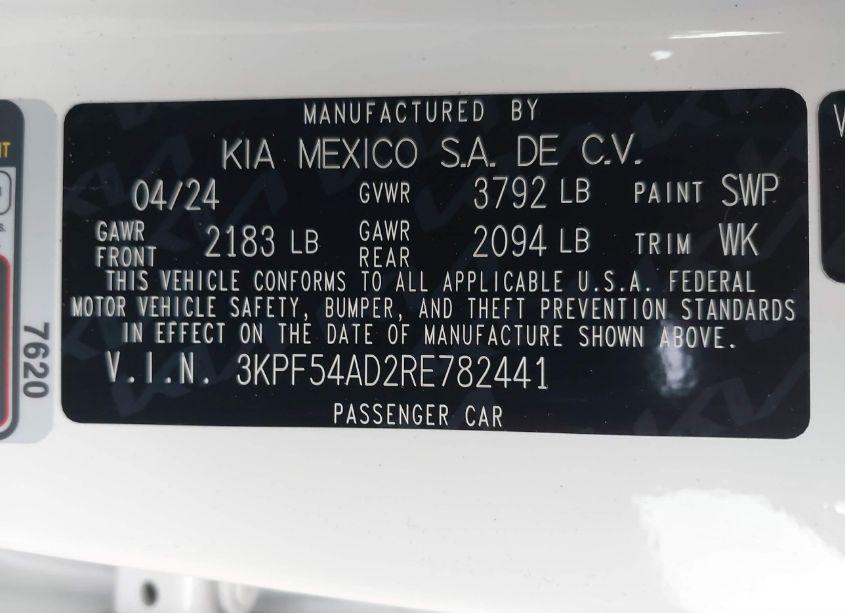 MANUFACTURED BY
KIA MEXICO S.A. DE C.V.
04/24 GVWR 3792 LB PAINT SWP
GAWR FRONT 2183 LB GAWR REAR 2094 LB TRIM WK
THIS VEHICLE CONFORMS TO ALL APPLICABLE U.S.A. FEDERAL
MOTOR VEHICLE SAFETY, BUMPER, AND THEFT PREVENTION STANDARDS
IN EFFECT ON THE DATE OF MANUFACTURE SHOWN ABOVE.
V.I.N. 3KPF54AD2RE782441
PASSENGER CAR
7620